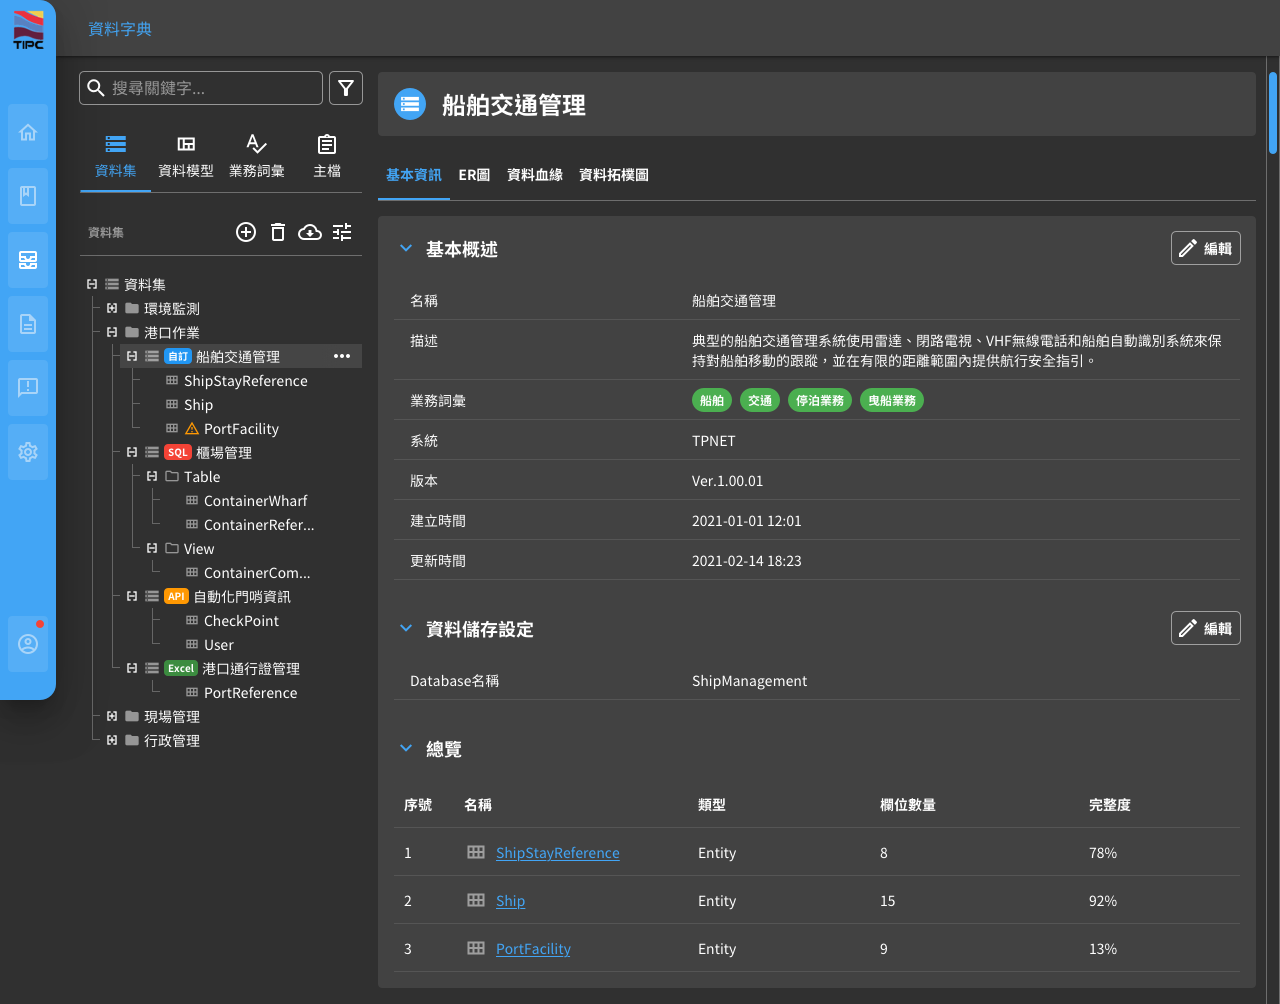 TIPC
資料字典
搜尋關鍵字...
資料集
資料模型
業務詞彙
主檔
資料集
資料集
環境監測
港口作業
自訂 船舶交通管理
ShipStayReference
Ship
PortFacility
SQL 櫃場管理
Table
ContainerWharf
ContainerRefer...
View
ContainerCom...
API 自動化門哨資訊
CheckPoint
User
Excel 港口通行證管理
PortReference
現場管理
行政管理
船舶交通管理
基本資訊 ER圖 資料血緣 資料拓樸圖
基本概述 編輯
名稱 船舶交通管理
描述 典型的船舶交通管理系統使用雷達、閉路電視、VHF無線電話和船舶自動識別系統來保
持對船舶移動的跟蹤,並在有限的距離範圍內提供航行安全指引。
業務詞彙 船舶 交通 停泊業務 曳船業務
系統 TPNET
版本 Ver.1.00.01
建立時間 2021-01-01 12:01
更新時間 2021-02-14 18:23
資料儲存設定 編輯
Database名稱 ShipManagement
總覽
序號 名稱 類型 欄位數量 完整度
1 ShipStayReference Entity 8 78%
2 Ship Entity 15 92%
3 PortFacility Entity 9 13%